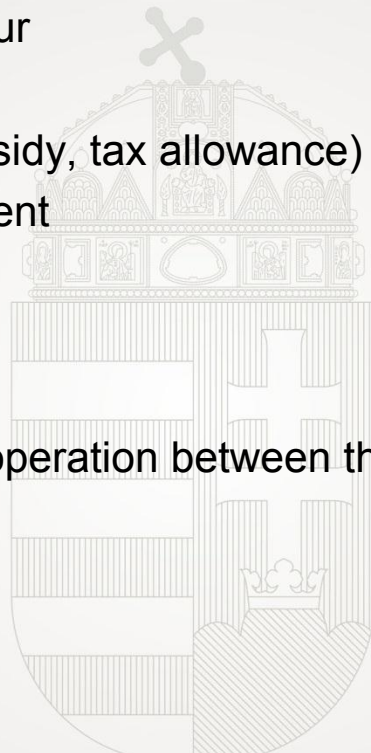 ur
sidy, tax allowance)
ent
operation between th